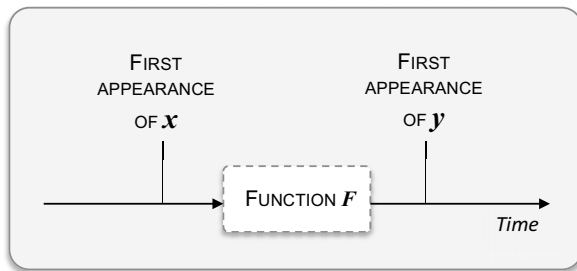 FIRST
APPEARANCE
OF x
FIRST
APPEARANCE
OF y
FUNCTION F
Time